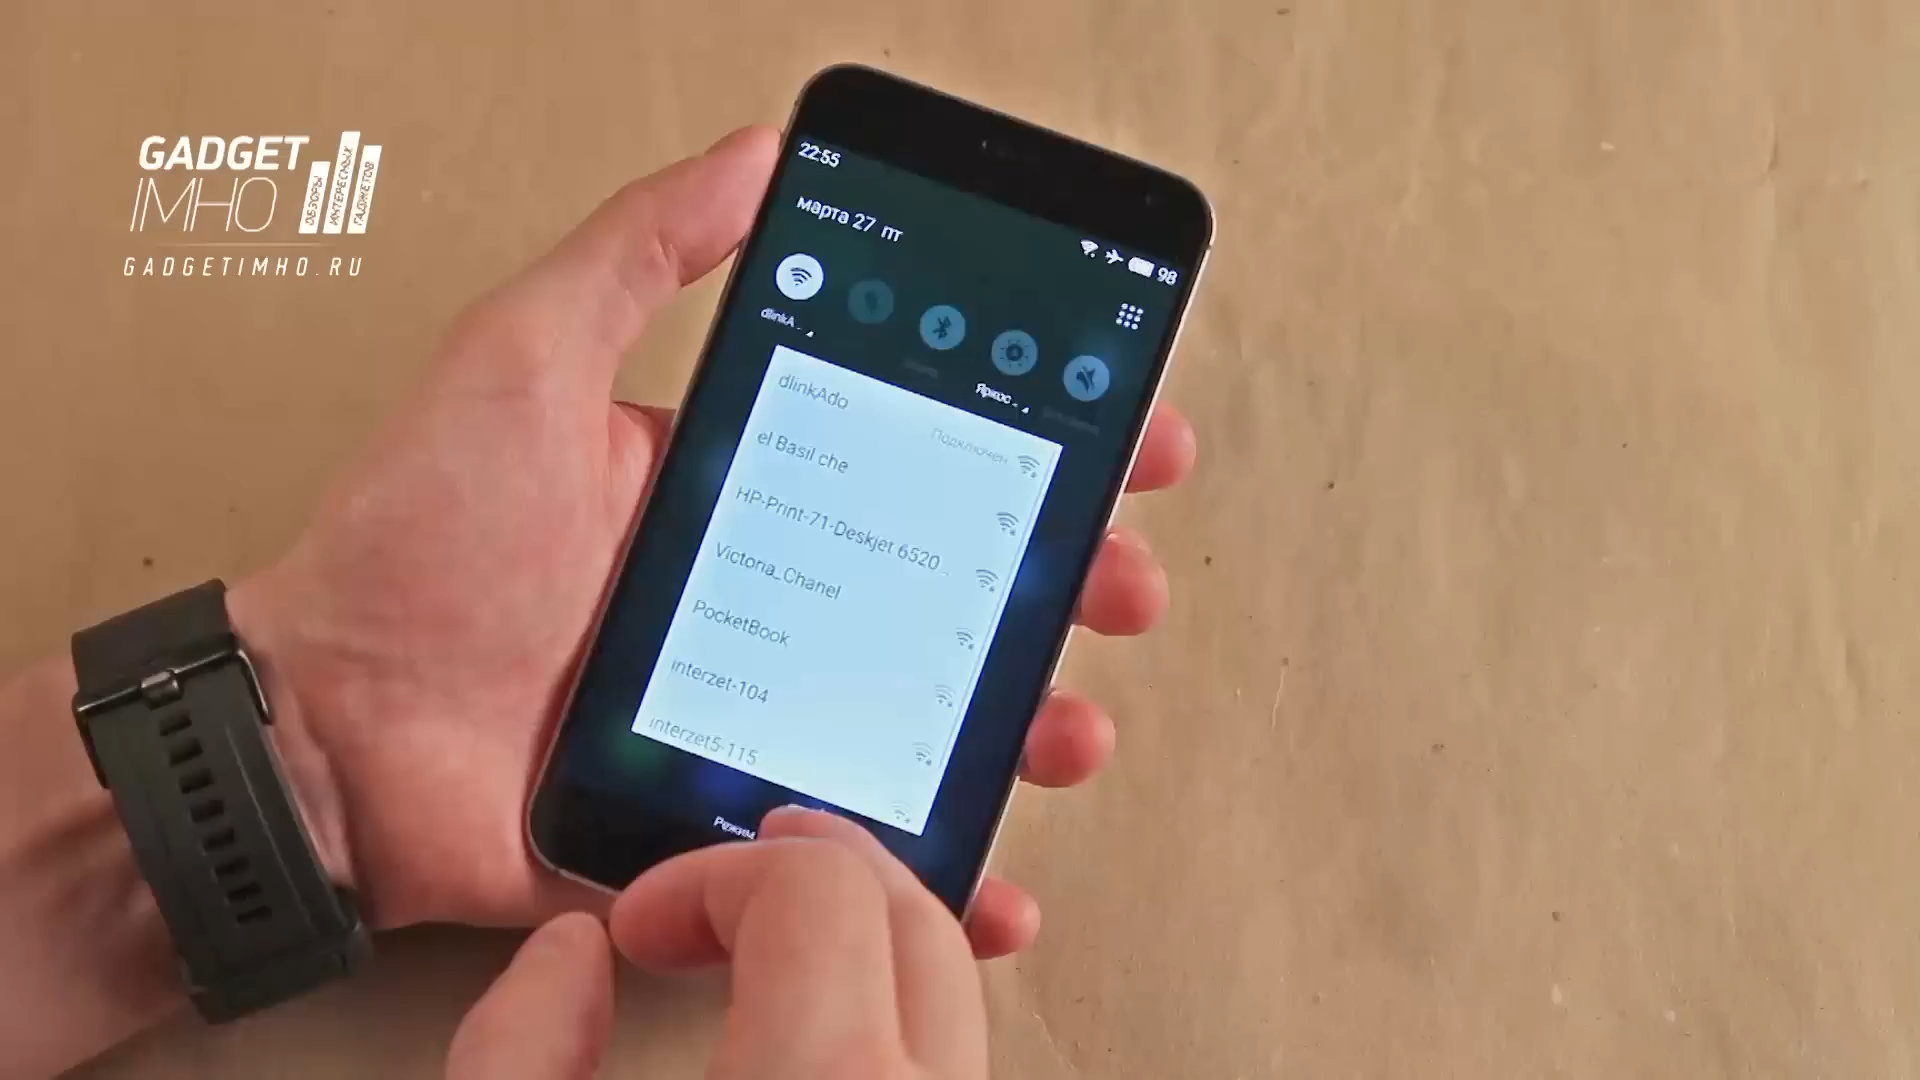 GADGET
IMHO
ОБЗОРЫ
ИНТЕРЕСНЫХ
ГАДЖЕТОВ
GADGETIMHO.RU
22:55
98
марта 27 пт
dlinkA...
Яркос...
dlinkAdo
Подключен
el Basil che
HP-Print-71-Deskjet 6520...
Victoria_Chanel
PocketBook
interzet-104
interzet5-115
Режим